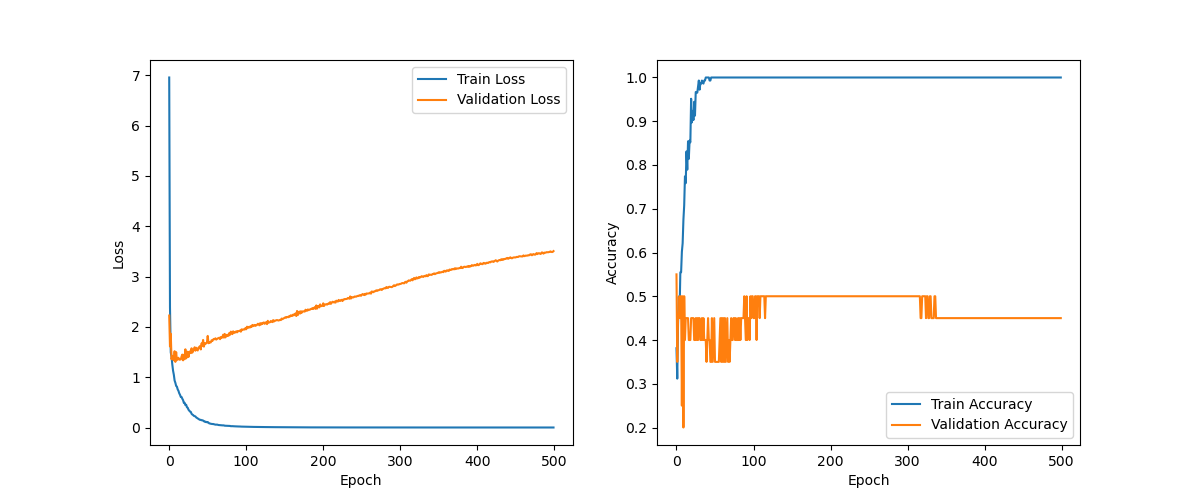 7
6
5
4
3
2
1
0
Loss
0 100 200 300 400 500
Epoch
Train Loss
Validation Loss
1.0
0.9
0.8
0.7
0.6
0.5
0.4
0.3
0.2
Accuracy
0 100 200 300 400 500
Epoch
Train Accuracy
Validation Accuracy